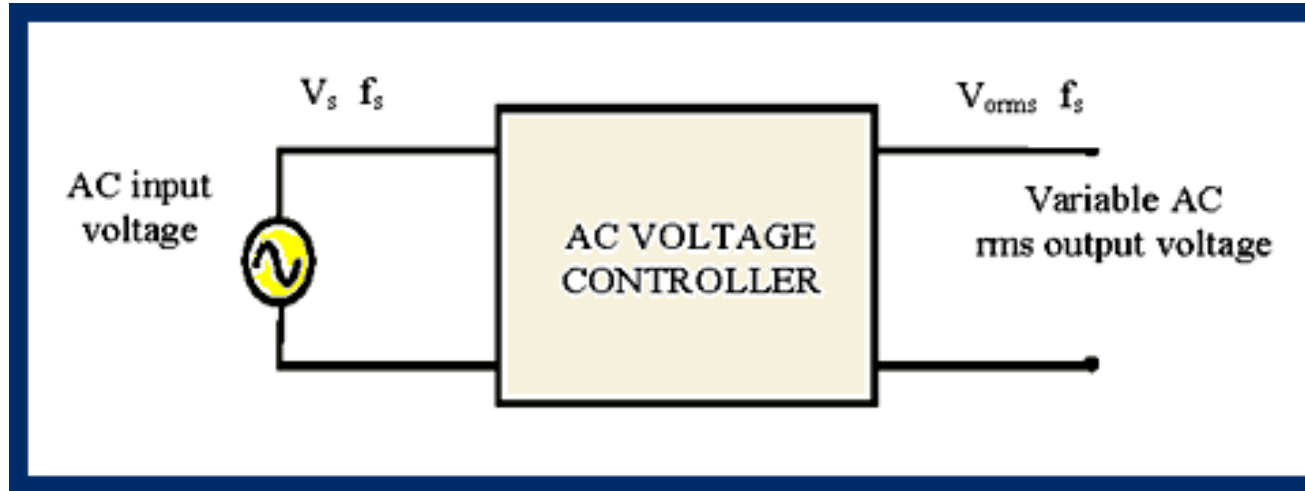 Vs fs
Vorms fs
AC input
voltage
AC VOLTAGE
CONTROLLER
Variable AC
rms output voltage